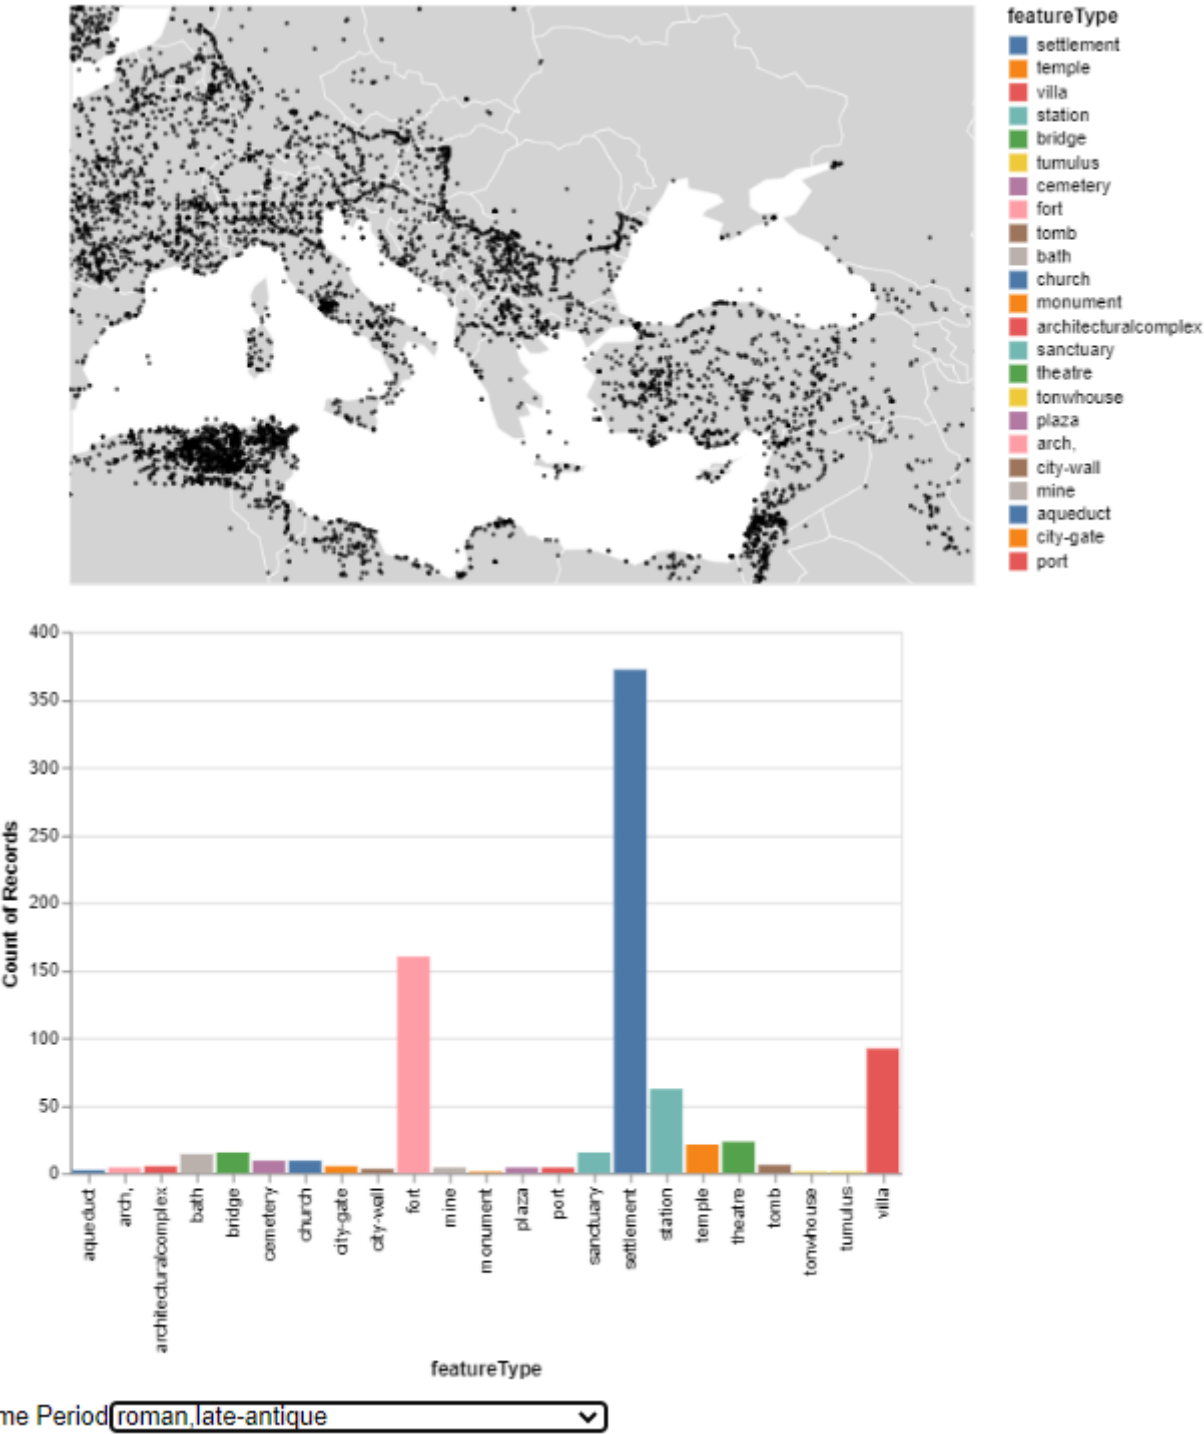 featureType
settlement
temple
villa
station
bridge
tumulus
cemetery
fort
tomb
bath
church
monument
architecturalcomplex
sanctuary
theatre
tonwhouse
plaza
arch,
city-wall
mine
aqueduct
city-gate
port
400
350
300
250
200
150
100
50
0
Count of Records
aqueduct
arch,
architecturalcomplex
bath
bridge
cemetery
church
city-gate
city-wall
fort
mine
monument
plaza
port
sanctuary
settlement
station
temple
theatre
tomb
tonwhouse
tumulus
villa
featureType
me Period roman,late-antique